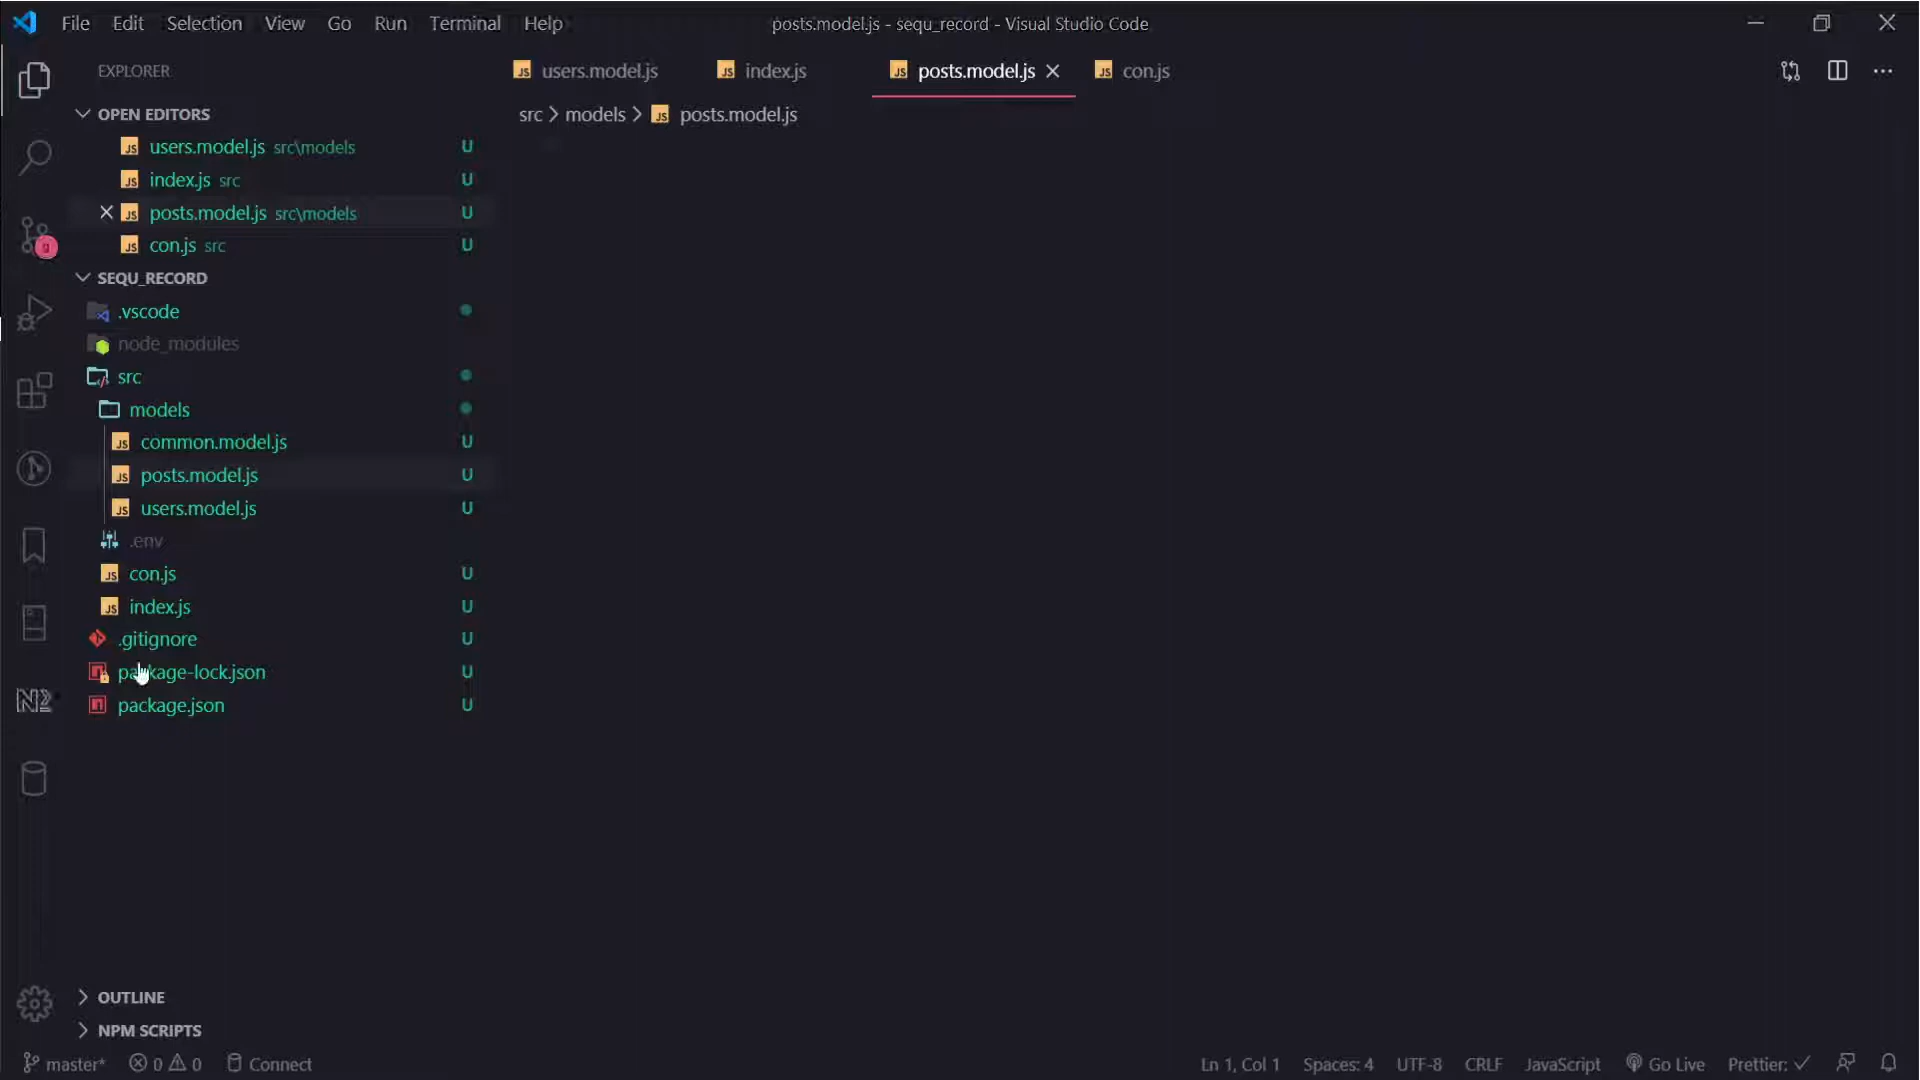 File Edit Selection View Go Run Terminal Help posts.model.js - sequ_record - Visual Studio Code
EXPLORER
users.model.js index.js posts.model.js con.js
OPEN EDITORS
src models posts.model.js
users.model.js src\models U
index.js src U
posts.model.js src\models U
con.js src U
SEQU_RECORD
.vscode
node_modules
src
models
common.model.js U
posts.model.js U
users.model.js U
.env
con.js U
index.js U
.gitignore U
package-lock.json U
package.json U
OUTLINE
NPM SCRIPTS
master* 0 0 Connect Ln 1, Col 1 Spaces: 4 UTF-8 CRLF JavaScript Go Live Prettier: